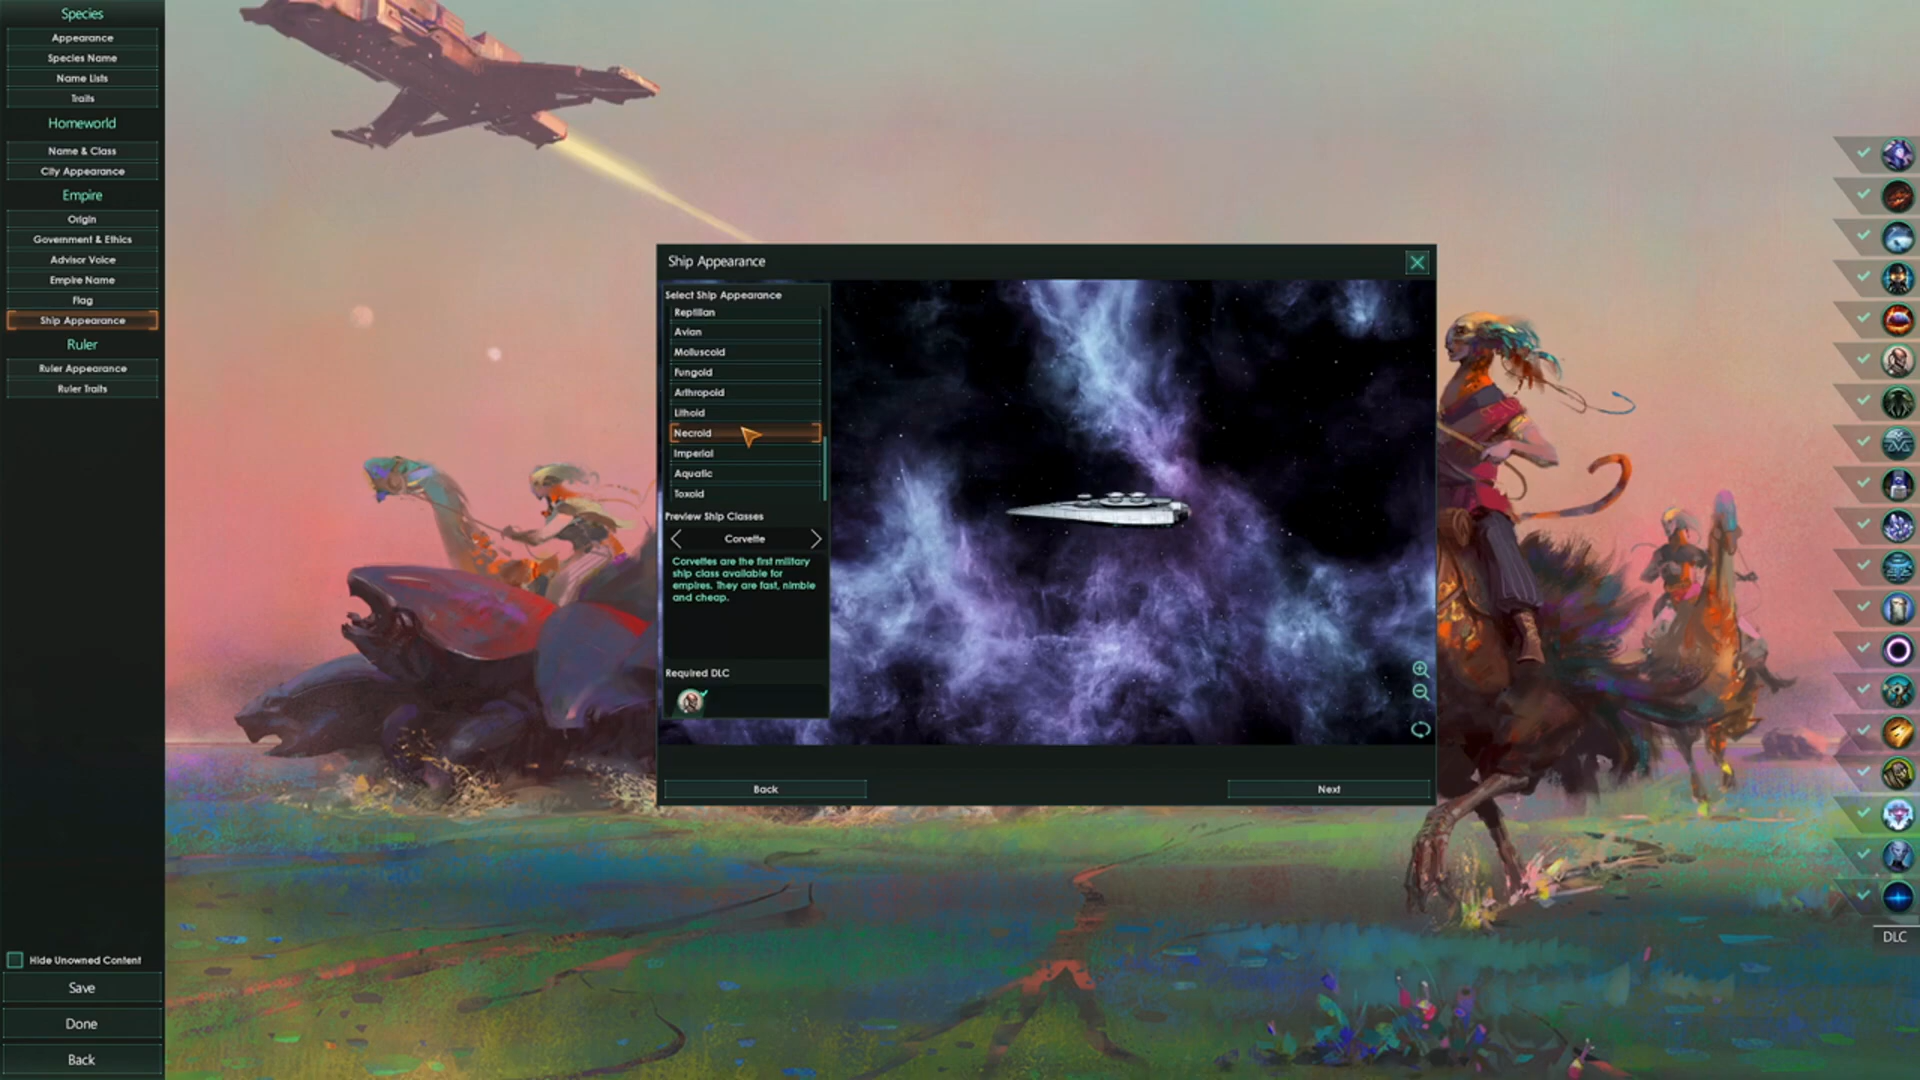 Species
Appearance
Species Name
Name Lists
Traits
Homeworld
Name & Class
City Appearance
Empire
Origin
Government & Ethics
Advisor Voice
Empire Name
Flag
Ship Appearance
Ruler
Ruler Appearance
Ruler Traits
Hide Unowned Content
Save
Done
Back
Ship Appearance
Select Ship Appearance
Reptilian
Avian
Molluscoid
Fungoid
Arthropoid
Lithoid
Necroid
Imperial
Aquatic
Toxoid
Preview Ship Classes
Corvette
Corvettes are the first military
ship class available for
empires. They are fast, nimble
and cheap.
Required DLC
Back
Next
DLC